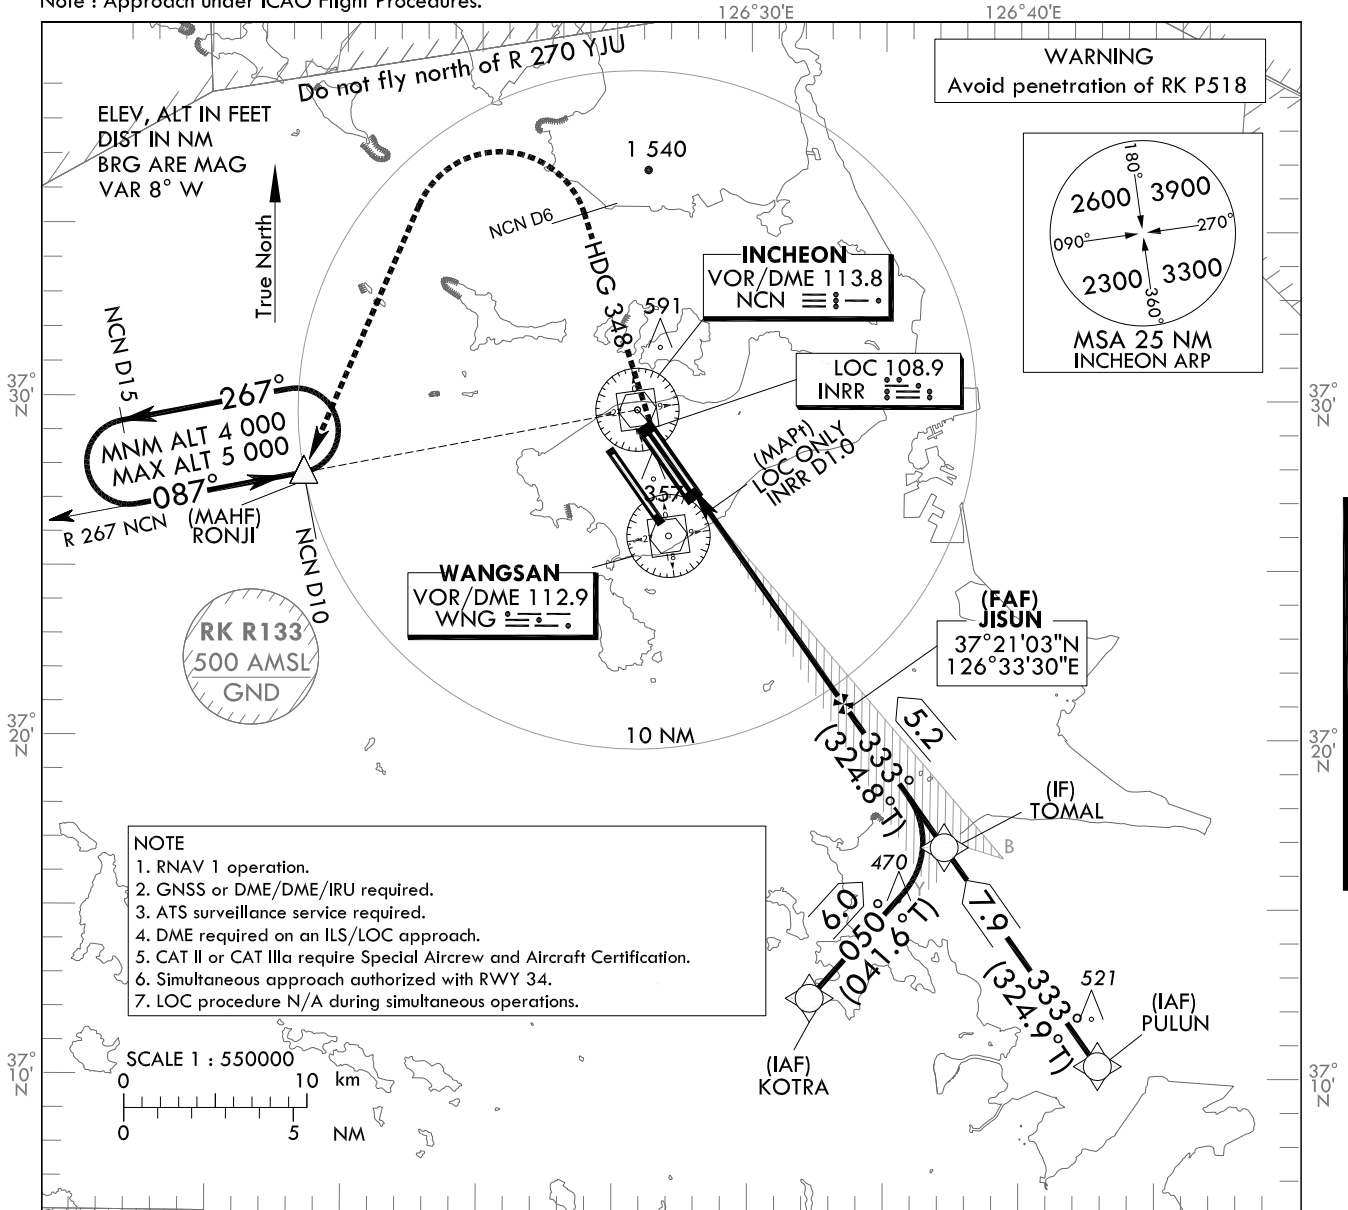 Note : Approach under ICAO Flight Procedures.
126°30'E
126°40'E
Do not fly north of R 270 YJU
WARNING
Avoid penetration of RK P518
ELEV, ALT IN FEET
DIST IN NM
BRG ARE MAG
VAR 8° W
True North
1 540
NCN D6
HDG 348
INCHEON
VOR/DME 113.8
NCN
591
180°
2600 3900
090°
270°
2300 3300
360°
MSA 25 NM
INCHEON ARP
LOC 108.9
INRR
NCN D15
37°
30'
N
37°
30'
N
267°
MNM ALT 4 000
MAX ALT 5 000
087°
R 267 NCN
(MAHF)
RONJI
NCN D10
(MAPt)
LOC ONLY
INRR D1.0
357
WANGSAN
VOR/DME 112.9
WNG
RK R133
500 AMSL
GND
(FAF)
JISUN
37°21'03"N
126°33'30"E
10 NM
37°
20'
N
37°
20'
N
5.2
333°
(324.8°T)
(IF)
TOMAL
B
Y
470
6.0
050°
(041.6°T)
7.9
333°
(324.9°T)
521
(IAF)
PULUN
(IAF)
KOTRA
NOTE
1. RNAV 1 operation.
2. GNSS or DME/DME/IRU required.
3. ATS surveillance service required.
4. DME required on an ILS/LOC approach.
5. CAT II or CAT IIIa require Special Aircrew and Aircraft Certification.
6. Simultaneous approach authorized with RWY 34.
7. LOC procedure N/A during simultaneous operations.
SCALE 1 : 550000
0 10 km
0 5 NM
37°
10'
N
37°
10'
N